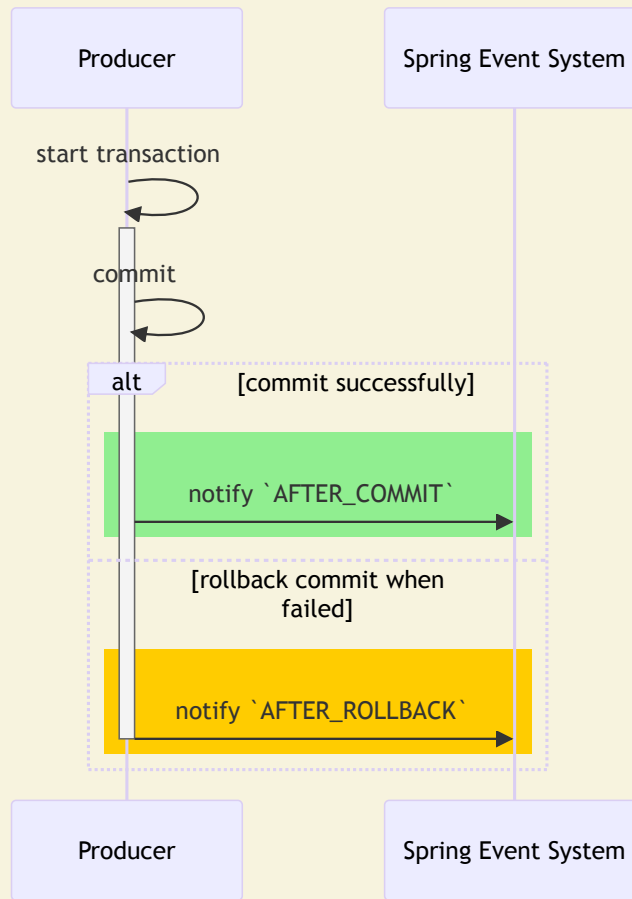 Producer
Spring Event System
start transaction
commit
alt
[commit successfully]
notify `AFTER_COMMIT`
[rollback commit when
failed]
notify `AFTER_ROLLBACK`
Producer
Spring Event System